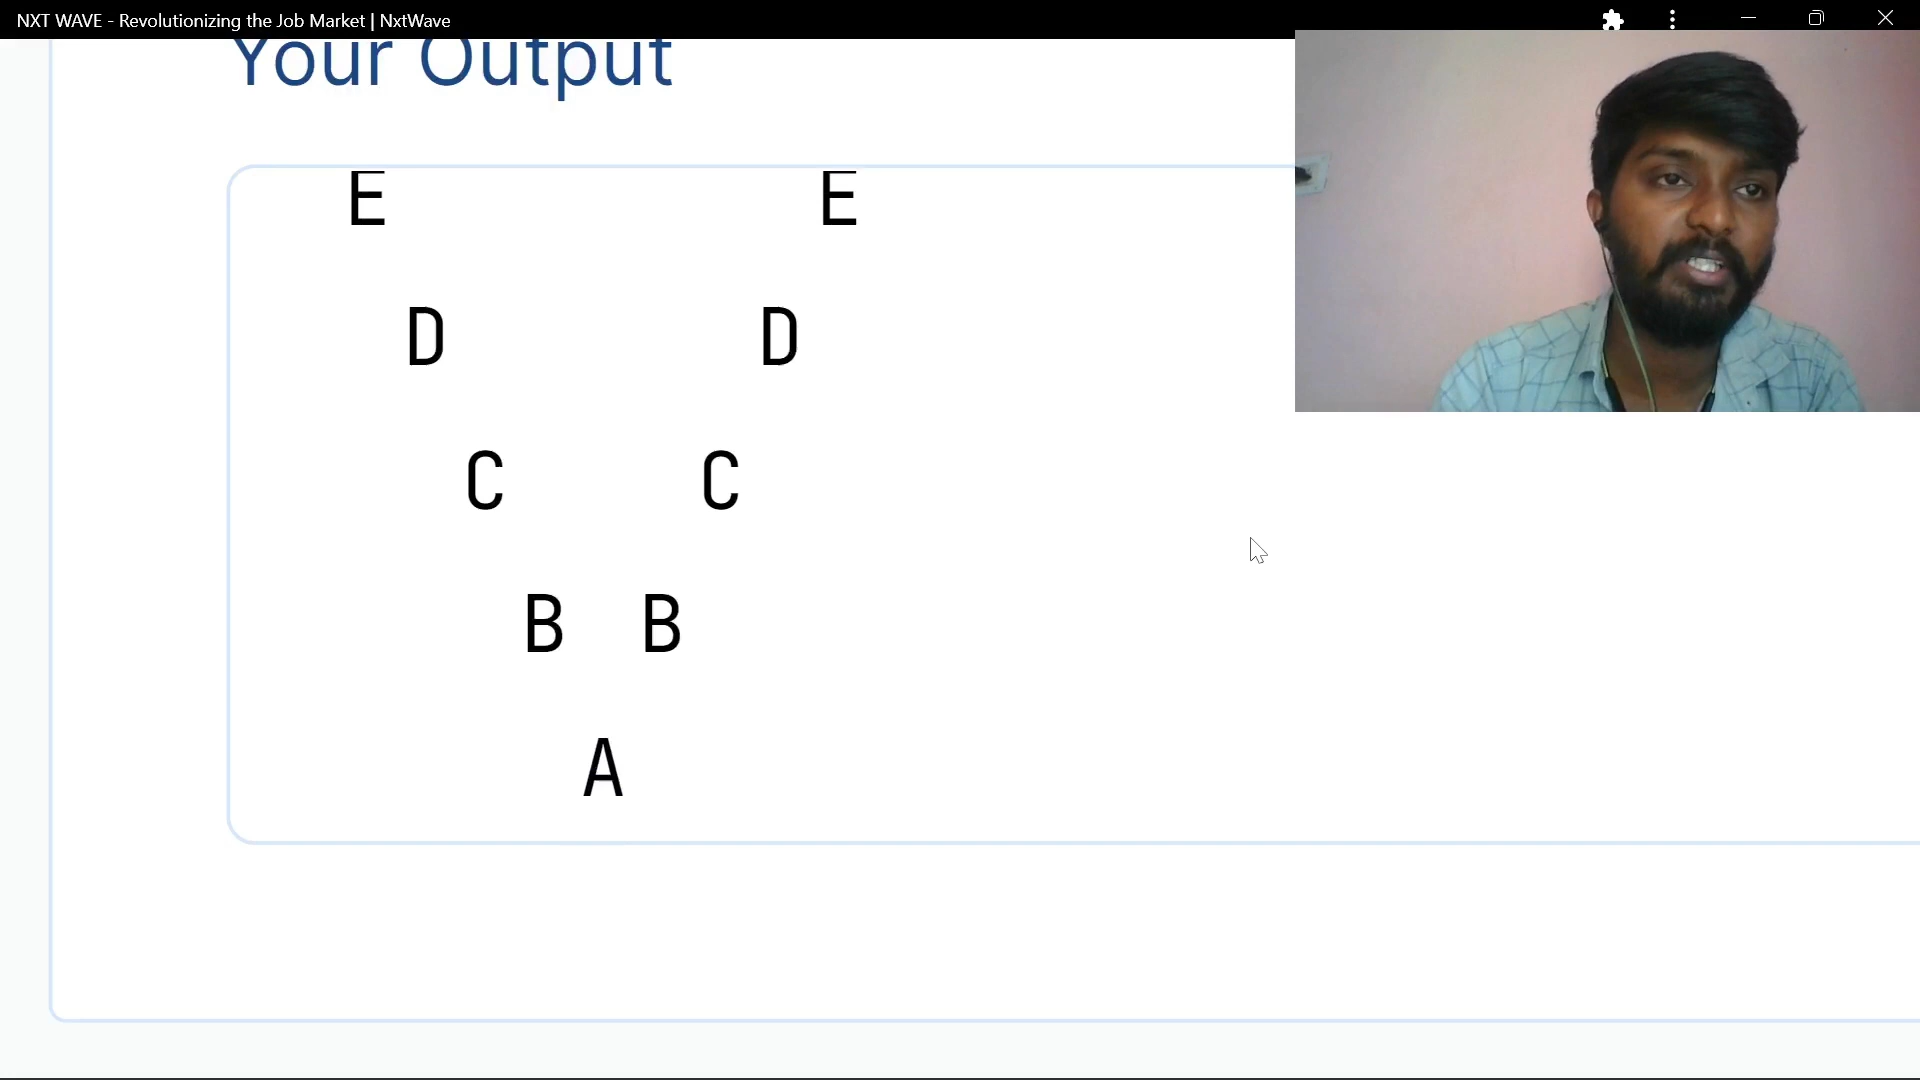 NXT WAVE - Revolutionizing the Job Market | NxtWave
Your Output
E E
D D
C C
B B
A